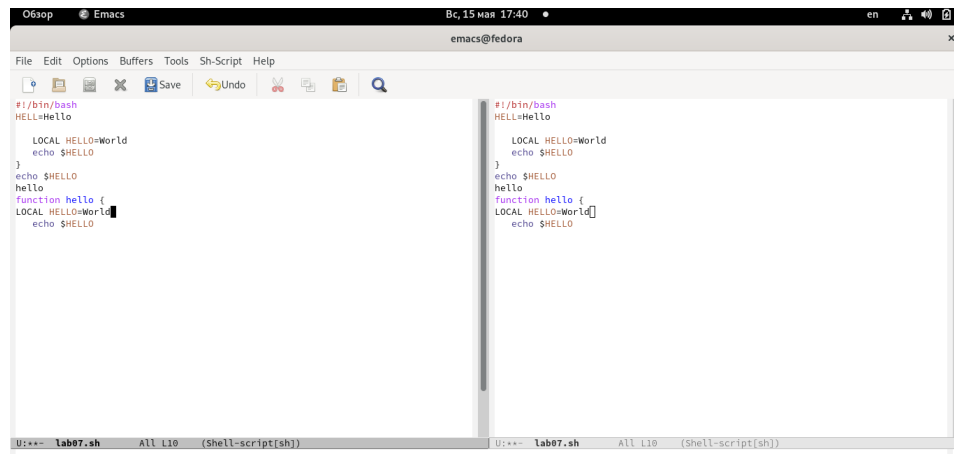 Обзор Emacs Вс, 15 мая 17:40 en
emacs@fedora
File Edit Options Buffers Tools Sh-Script Help
Save Undo
#!/bin/bash
HELL=Hello
LOCAL HELLO=World
echo $HELLO
}
echo $HELLO
hello
function hello {
LOCAL HELLO=World
echo $HELLO
U:**- lab07.sh All L10 (Shell-script[sh])
#!/bin/bash
HELL=Hello
LOCAL HELLO=World
echo $HELLO
}
echo $HELLO
hello
function hello {
LOCAL HELLO=World
echo $HELLO
U:**- lab07.sh All L10 (Shell-script[sh])